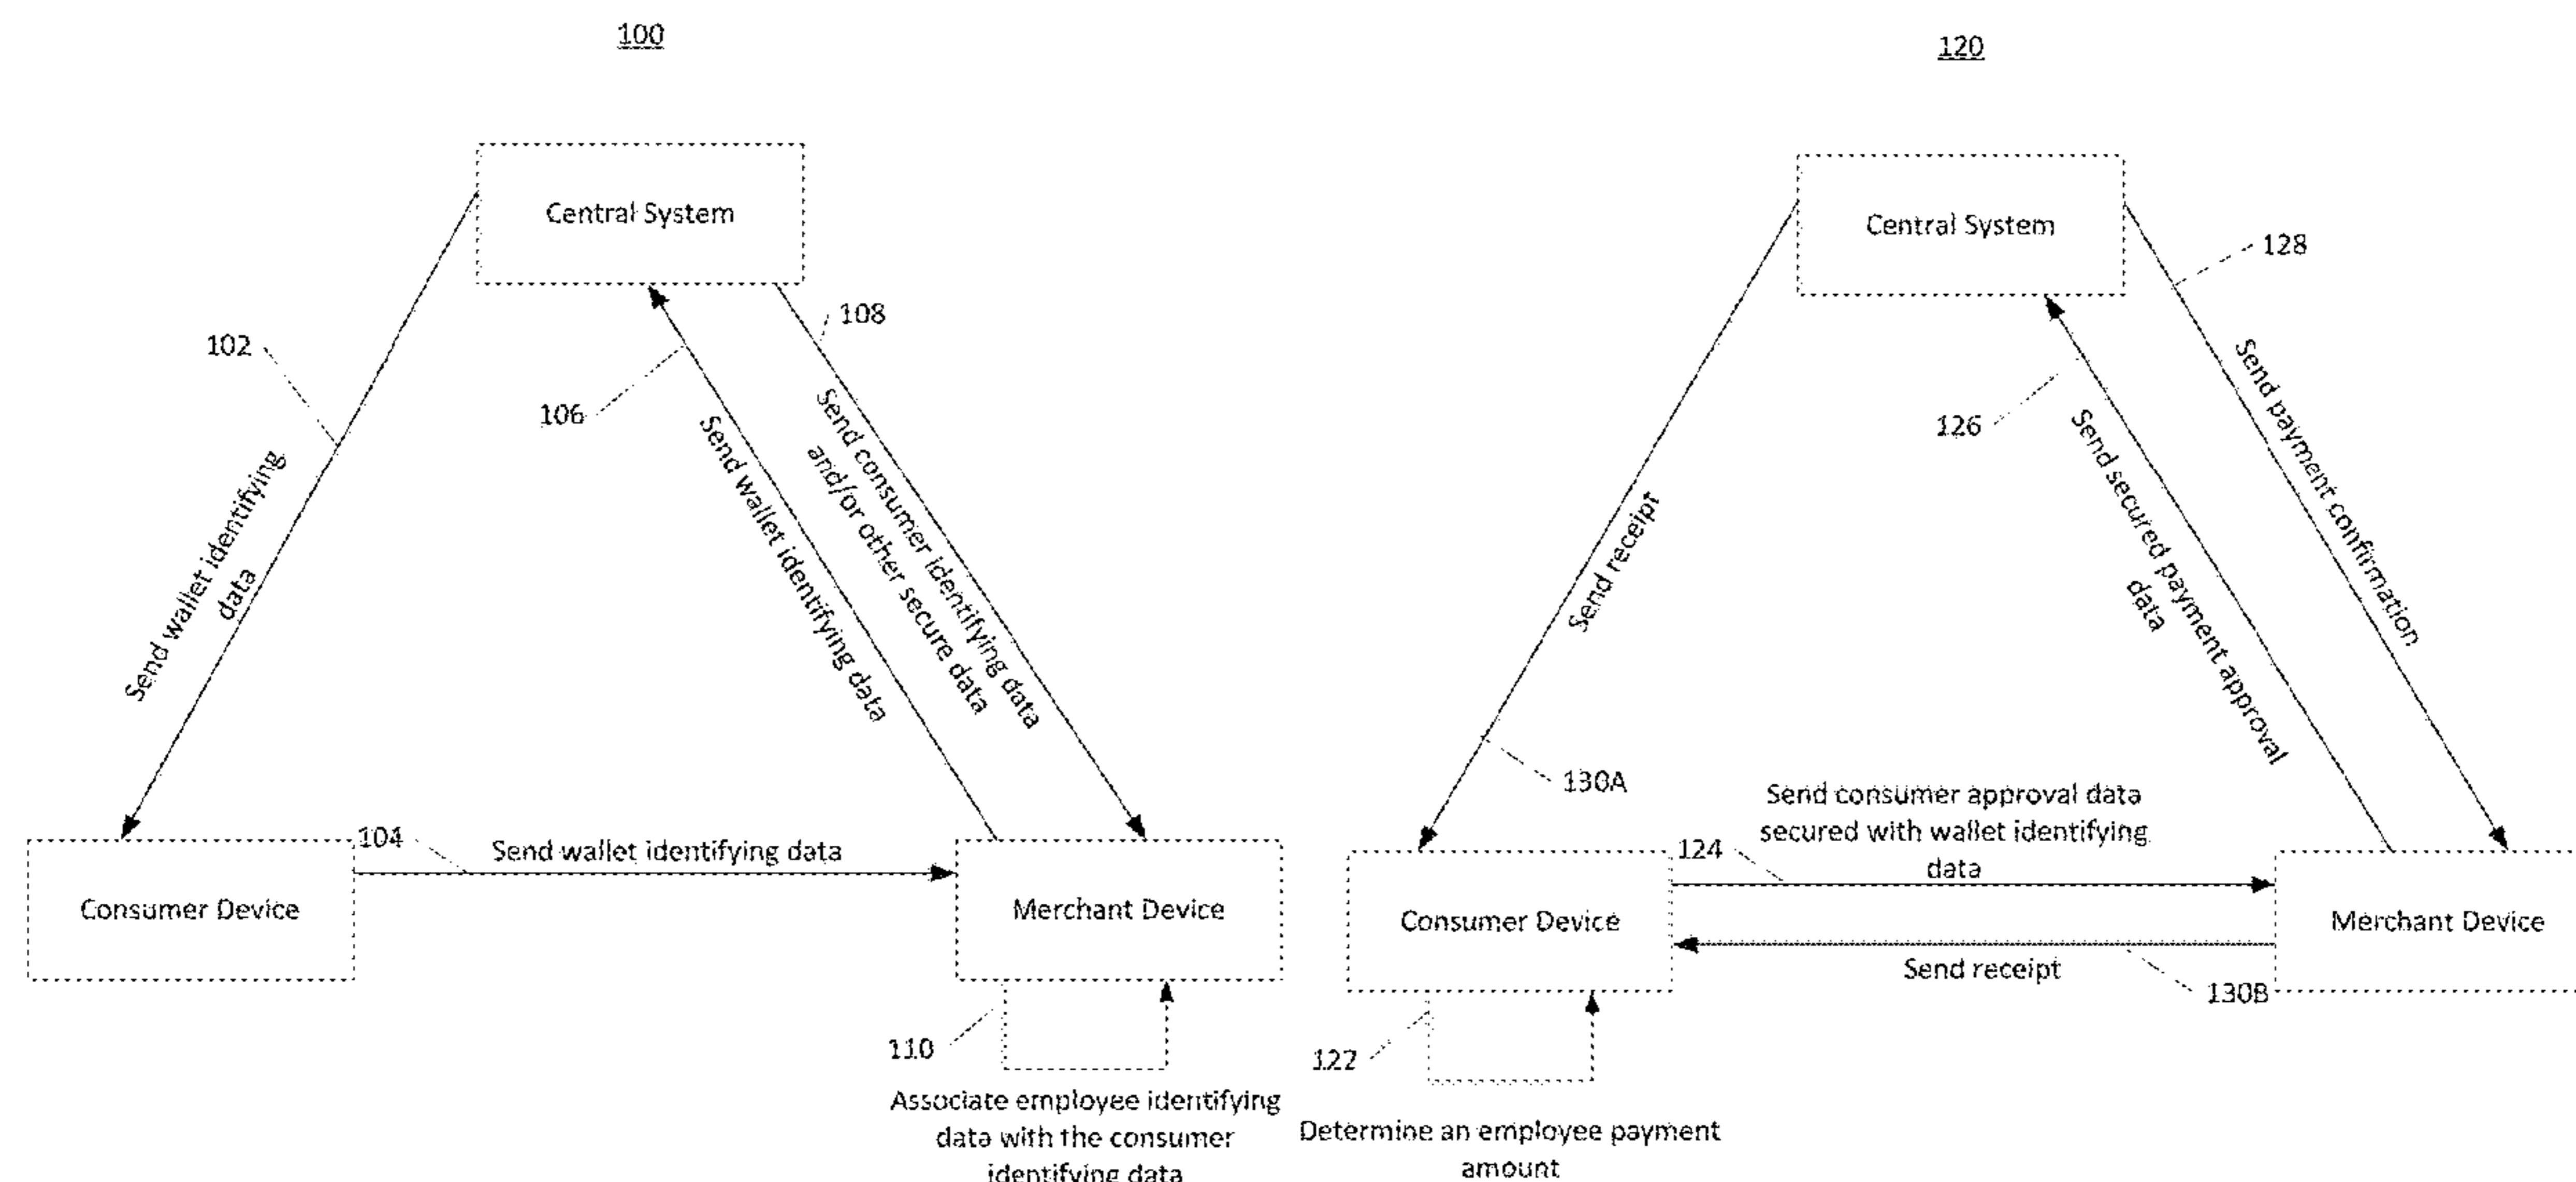 100
Central System
102
106
108
Send wallet identifying
data
Send wallet identifying data
Send consumer identifying data
and/or other secure data
104
Send wallet identifying data
Consumer Device
Merchant Device
110
Associate employee identifying
data with the consumer
identifying data
120
Central System
128
126
Send payment confirmation
Send secured payment approval
data
Send receipt
130A
Send consumer approval data
secured with wallet identifying
data
124
Consumer Device
Merchant Device
Send receipt
130B
122
Determine an employee payment
amount